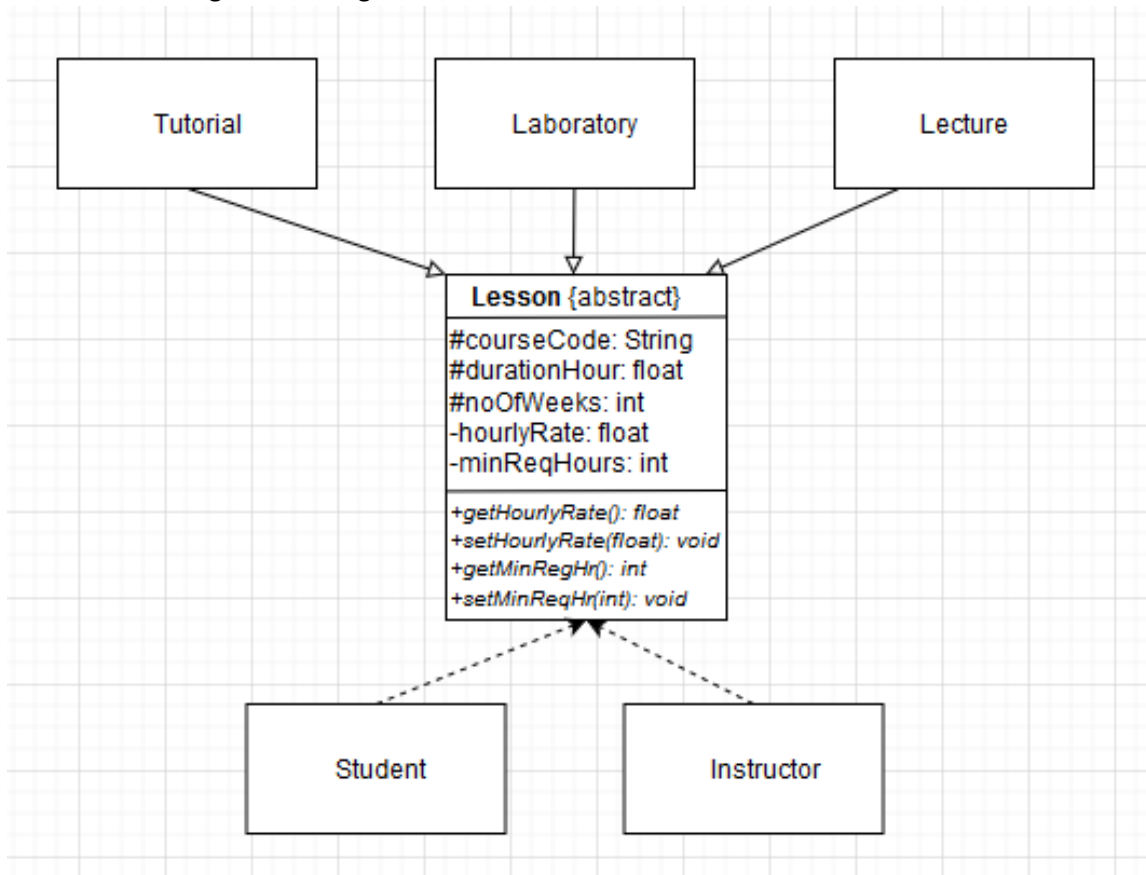 Tutorial
Laboratory
Lecture
Lesson {abstract}
#courseCode: String
#durationHour: float
#noOfWeeks: int
-hourlyRate: float
-minReqHours: int
+getHourlyRate(): float
+setHourlyRate(float): void
+getMinRegHr(): int
+setMinReqHr(int): void
Student
Instructor